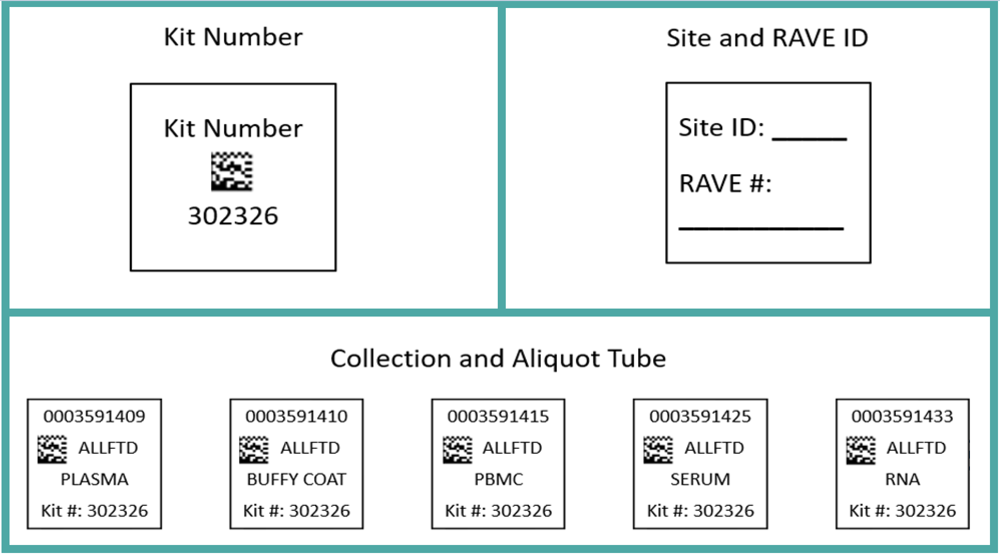 Kit Number
Kit Number
302326
Site and RAVE ID
Site ID: _____
RAVE #:
___________
Collection and Aliquot Tube
0003591409
ALLFTD
PLASMA
Kit #: 302326
0003591410
ALLFTD
BUFFY COAT
Kit #: 302326
0003591415
ALLFTD
PBMC
Kit #: 302326
0003591425
ALLFTD
SERUM
Kit #: 302326
0003591433
ALLFTD
RNA
Kit #: 302326